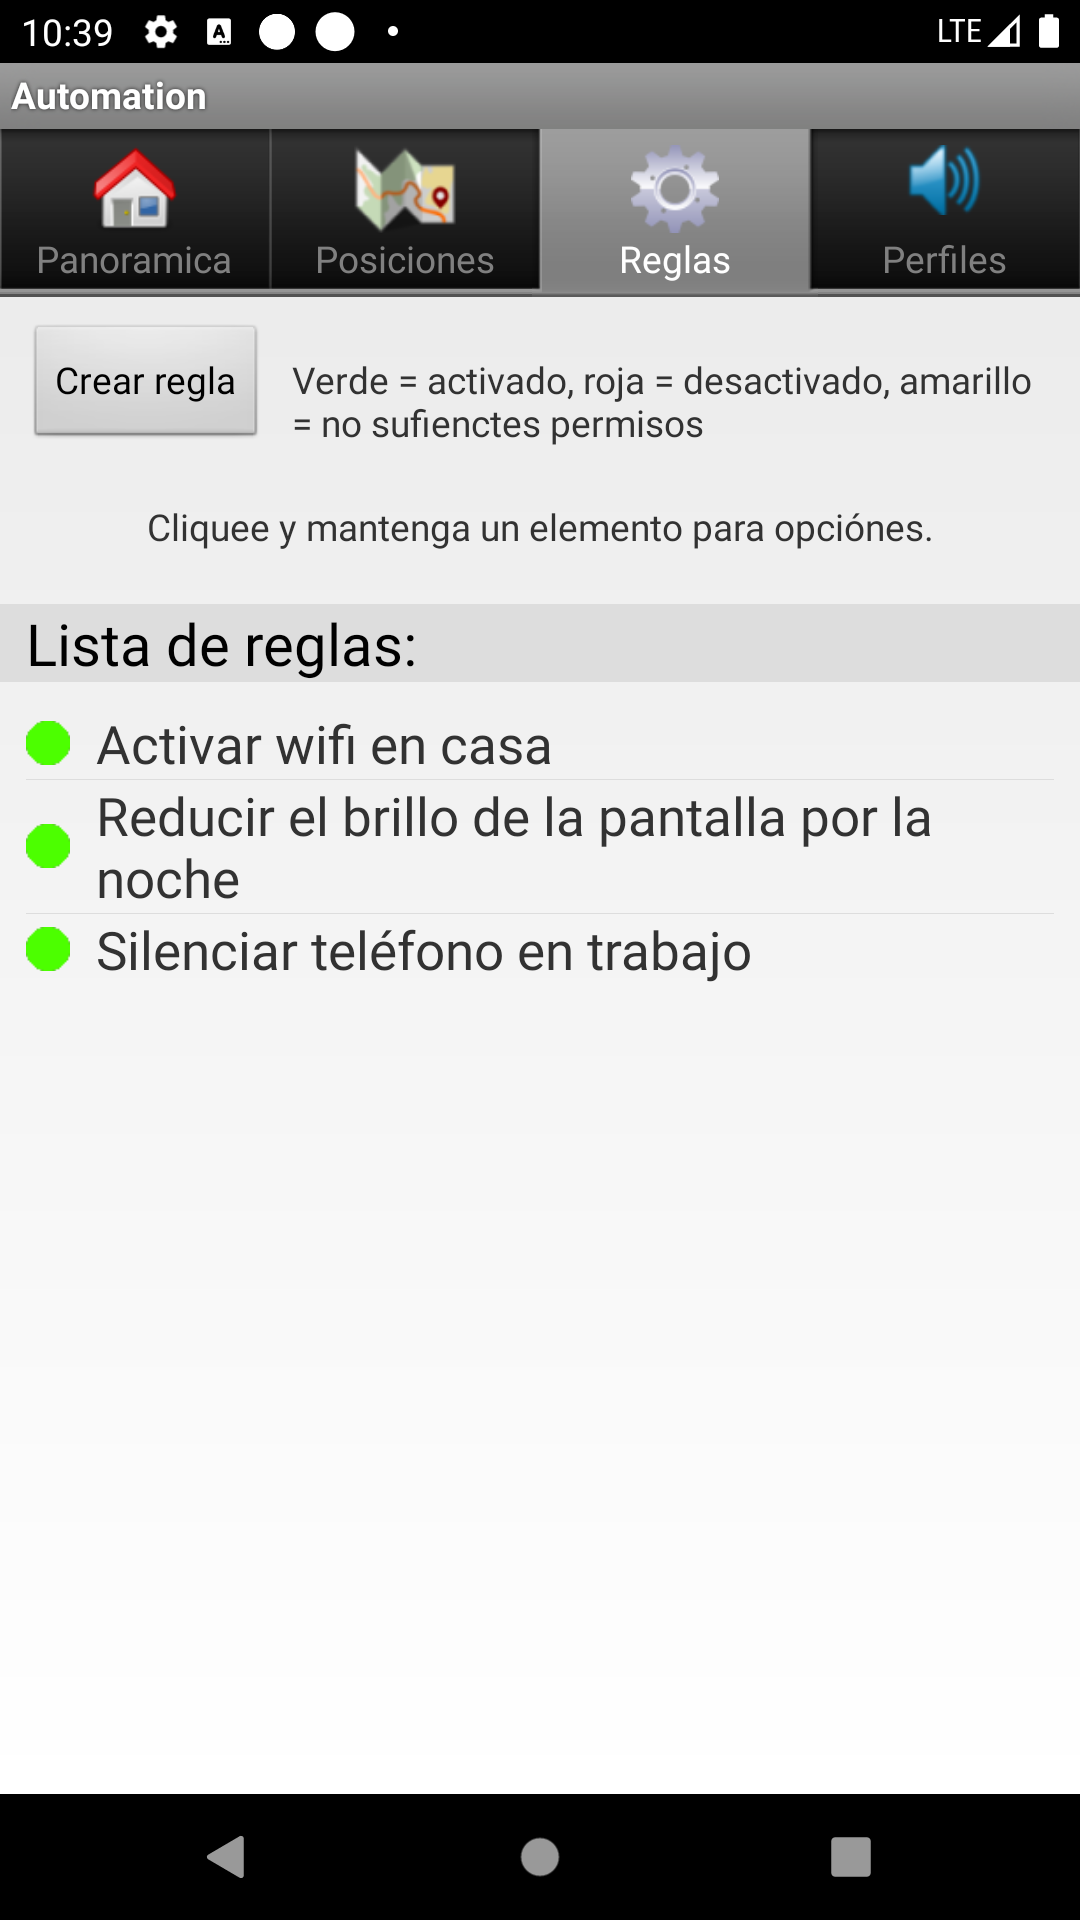 10:39
LTE
Automation
Panoramica
Posiciones
Reglas
Perfiles
Crear regla
Verde = activado, roja = desactivado, amarillo
= no sufienctes permisos
Cliquee y mantenga un elemento para opciónes.
Lista de reglas:
Activar wifi en casa
Reducir el brillo de la pantalla por la
noche
Silenciar teléfono en trabajo